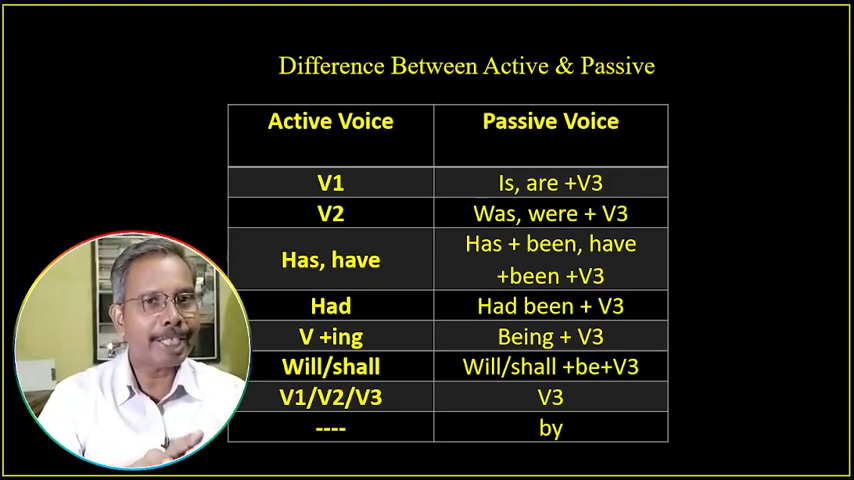 Difference Between Active & Passive
Active Voice Passive Voice
V1 Is, are +V3
V2 Was, were + V3
Has, have Has + been, have
+been +V3
Had Had been + V3
V +ing Being + V3
Will/shall Will/shall +be+V3
V1/V2/V3 V3
---- by